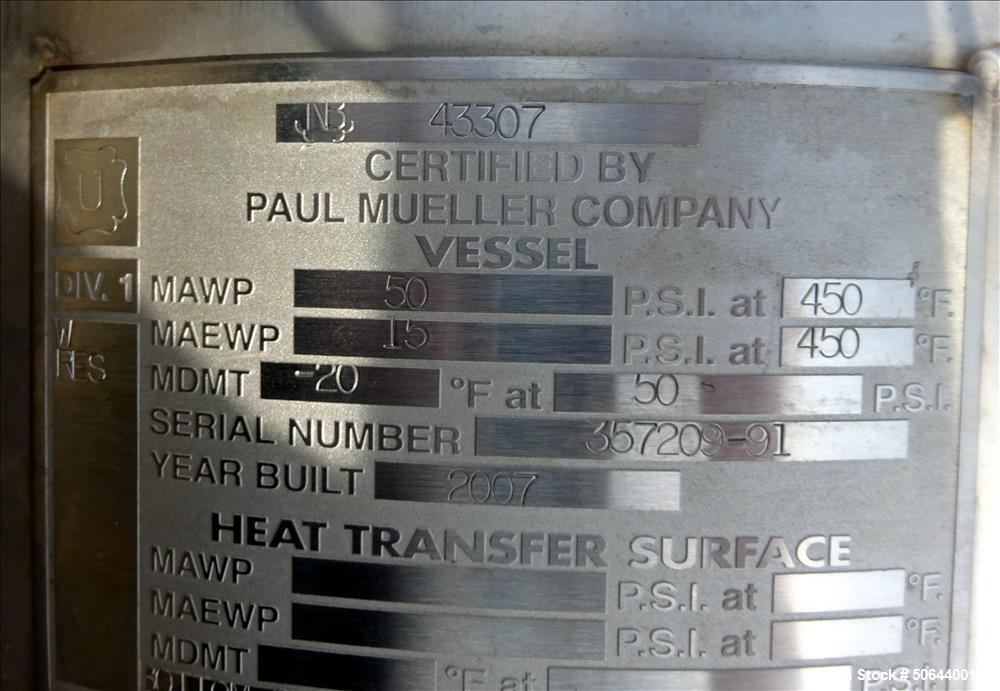 NB 43307
CERTIFIED BY
PAUL MUELLER COMPANY
VESSEL
U
DIV. 1
W
RES
MAWP 50 P.S.I. at 450 °F.
MAEWP 15 P.S.I. at 450 °F.
MDMT -20 °F at 50 P.S.I.
SERIAL NUMBER 357209-91
YEAR BUILT 2007
HEAT TRANSFER SURFACE
MAWP P.S.I. at °F.
MAEWP P.S.I. at °F.
MDMT °F at P.S.I.
Stock # 50644001